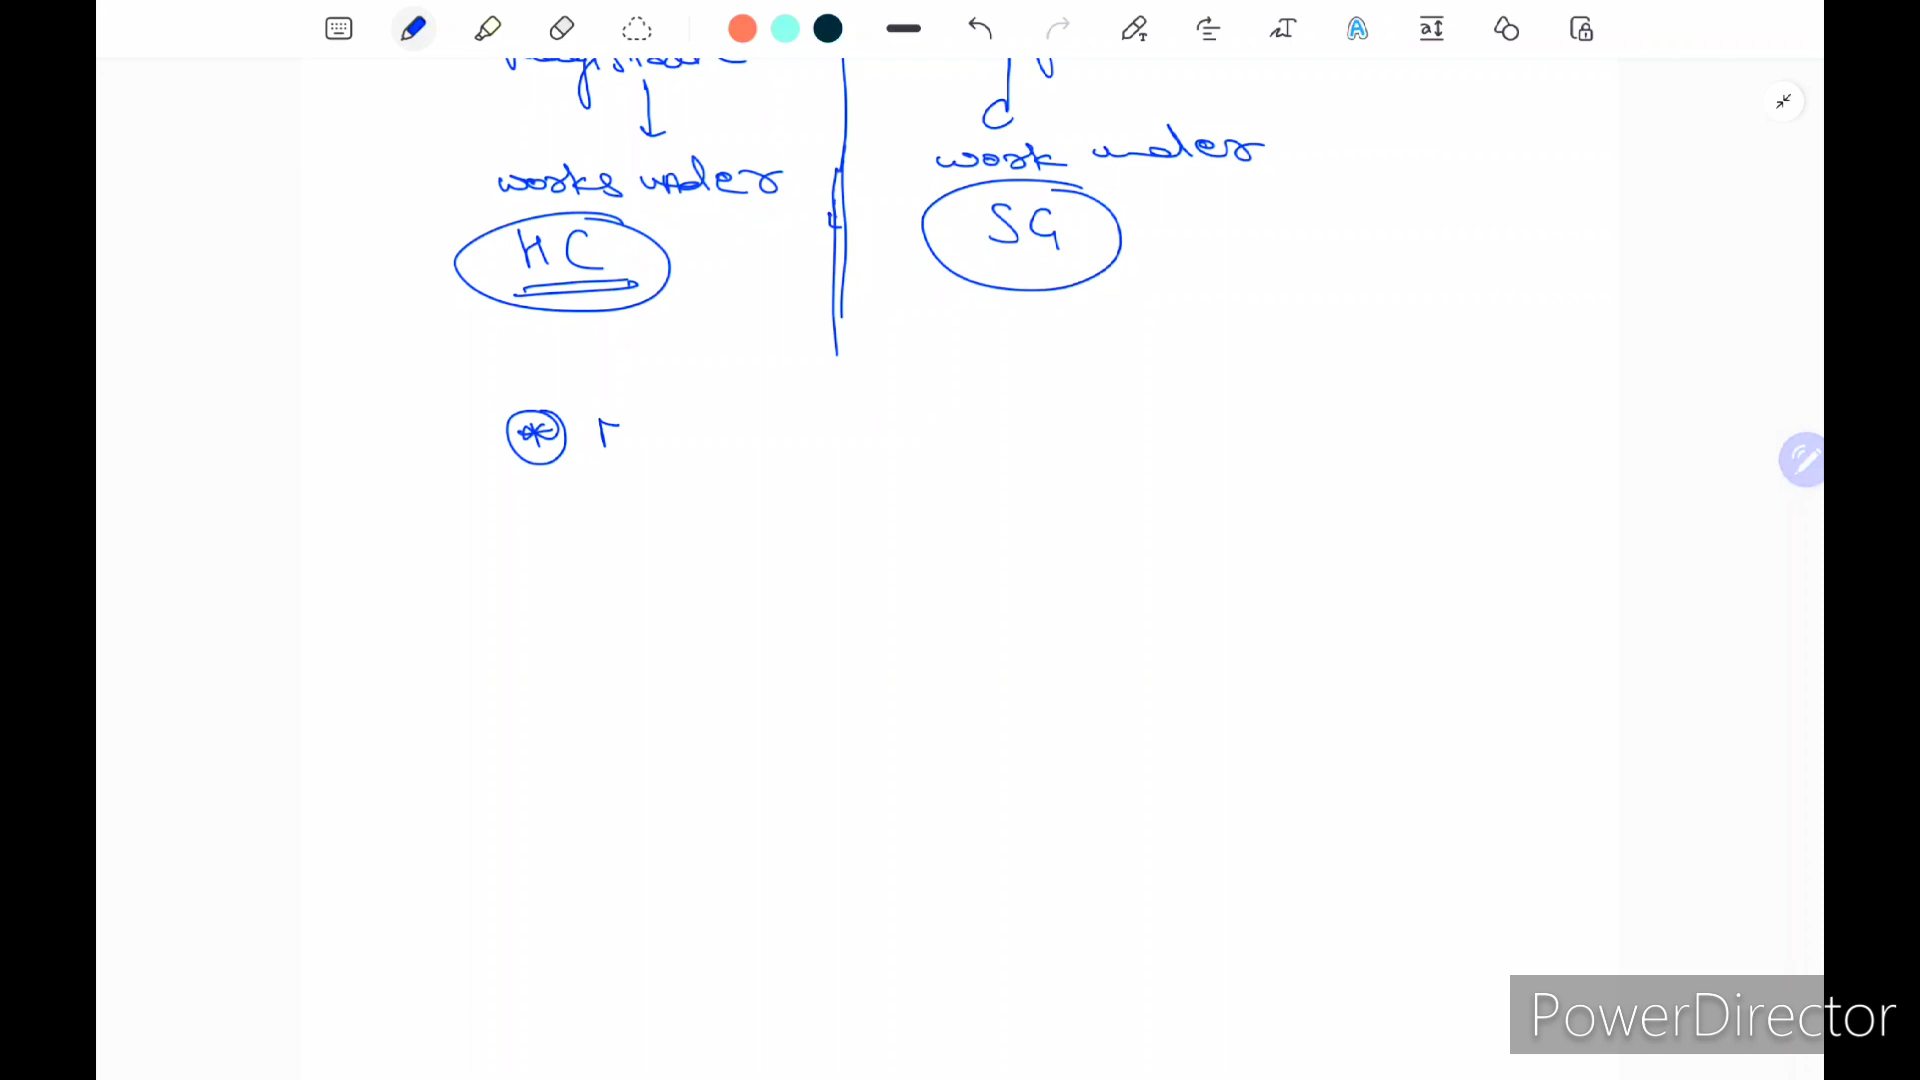 works under
HC
work under
SG
*
PowerDirector